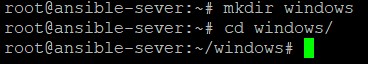 root@ansible-sever:~# mkdir windows
root@ansible-sever:~# cd windows/
root@ansible-sever:~/windows#